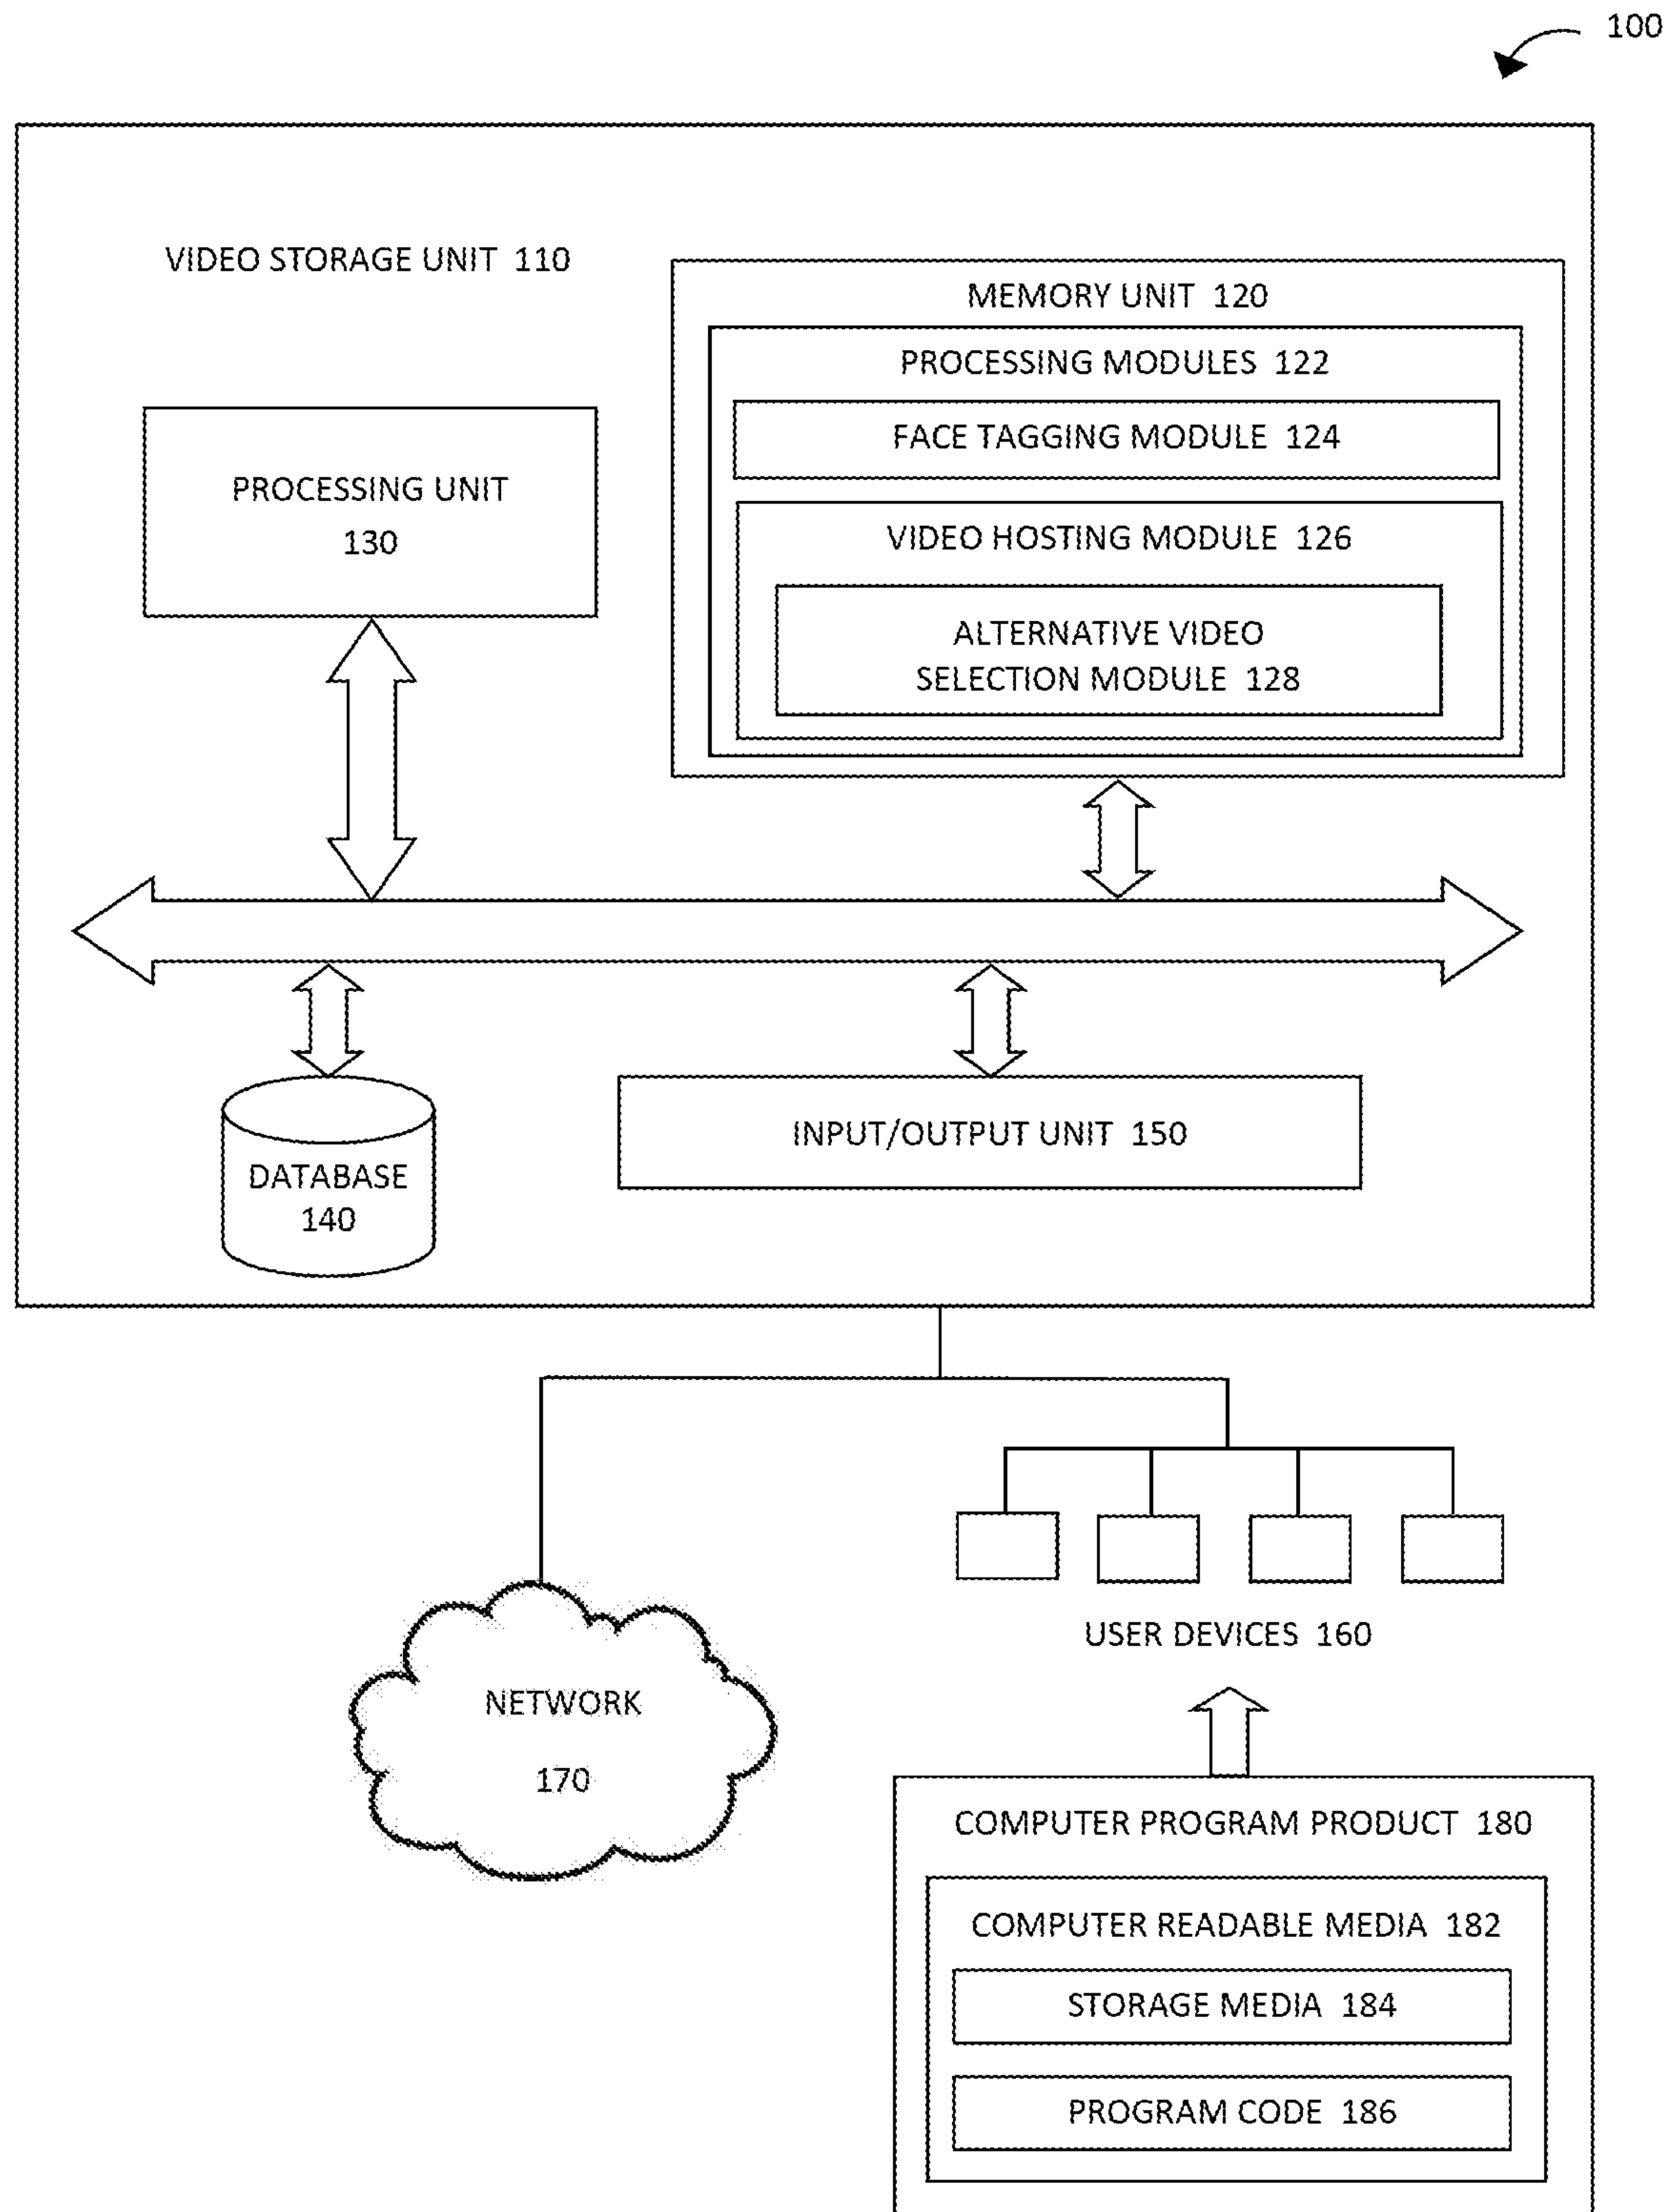 100
VIDEO STORAGE UNIT 110
MEMORY UNIT 120
PROCESSING MODULES 122
FACE TAGGING MODULE 124
PROCESSING UNIT
130
VIDEO HOSTING MODULE 126
ALTERNATIVE VIDEO
SELECTION MODULE 128
INPUT/OUTPUT UNIT 150
DATABASE
140
USER DEVICES 160
NETWORK
170
COMPUTER PROGRAM PRODUCT 180
COMPUTER READABLE MEDIA 182
STORAGE MEDIA 184
PROGRAM CODE 186